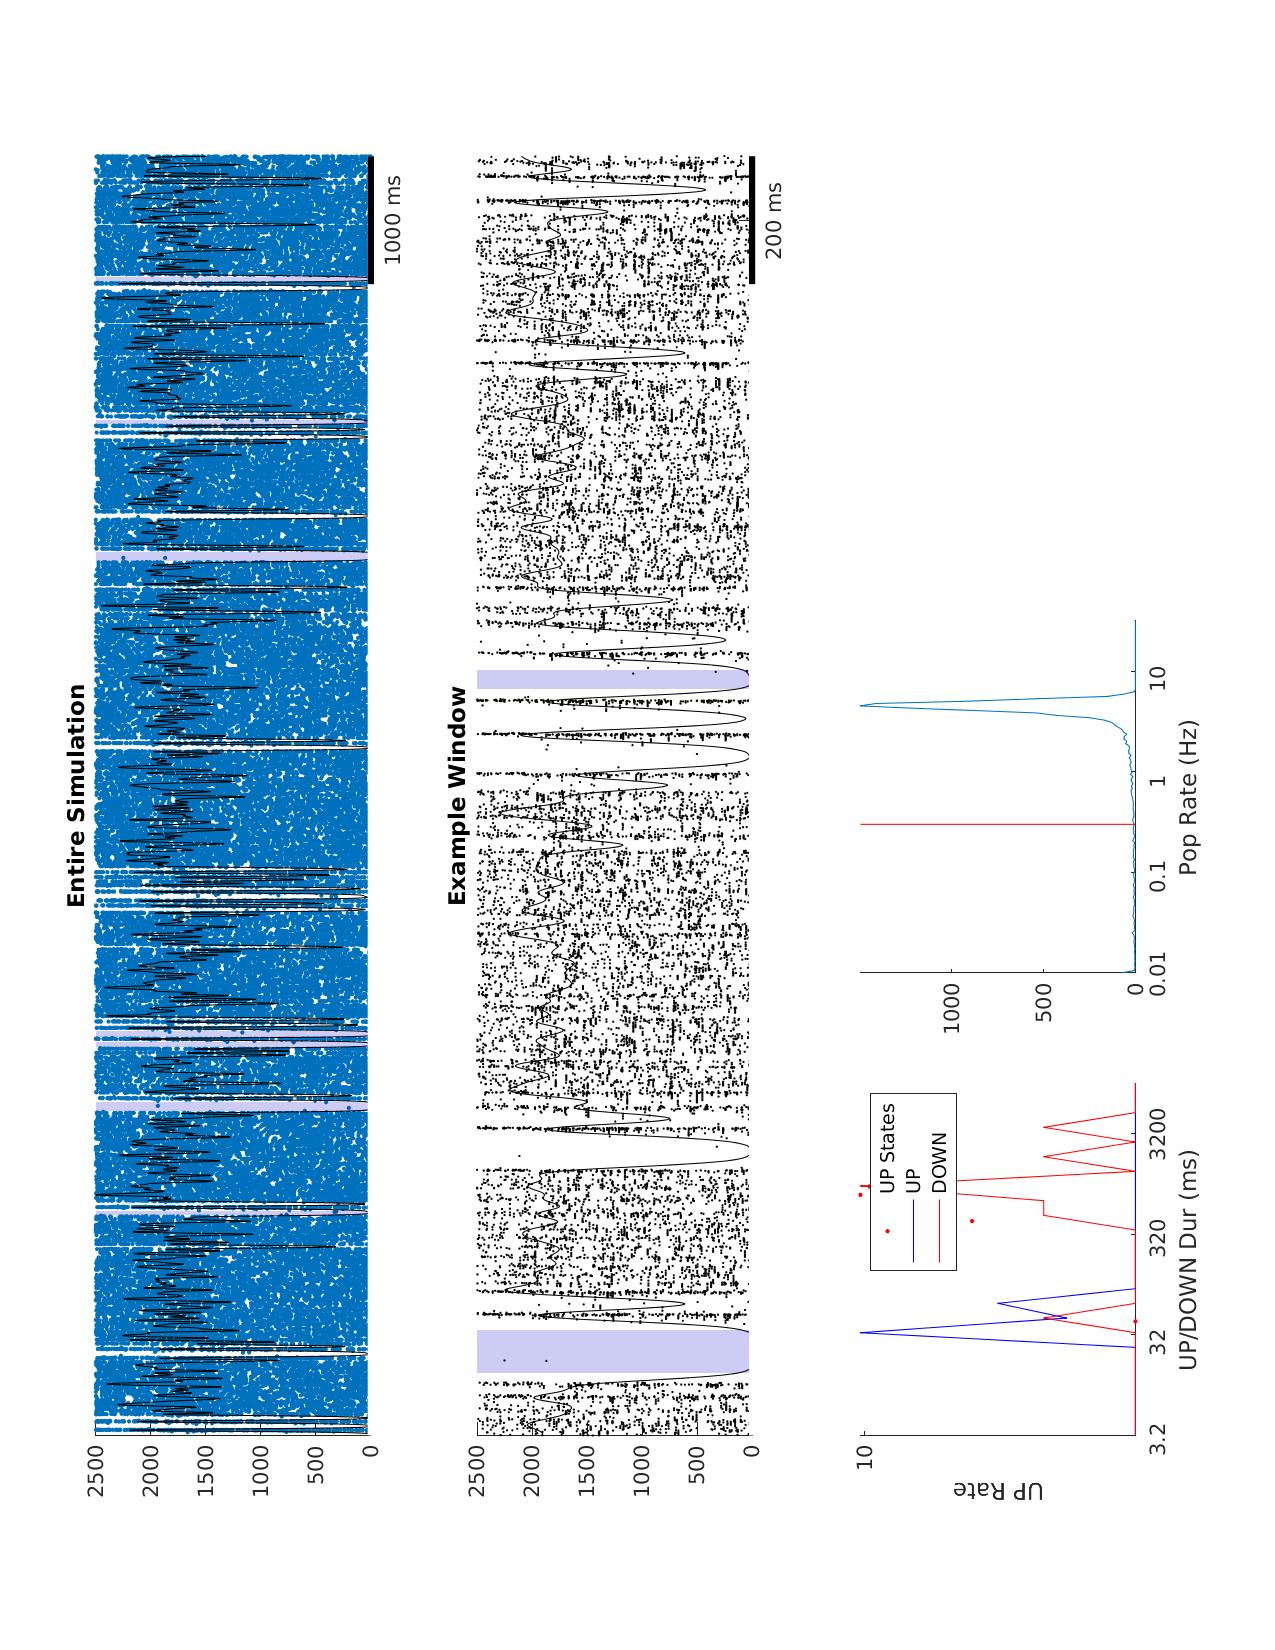 Entire Simulation
2500
2000
1500
1000
500
0
1000 ms
Example Window
2500
2000
1500
1000
500
0
200 ms
10
UP Rate
UP States
UP
DOWN
3.2 32 320 3200
UP/DOWN Dur (ms)
1000
500
0
0.01 0.1 1 10
Pop Rate (Hz)